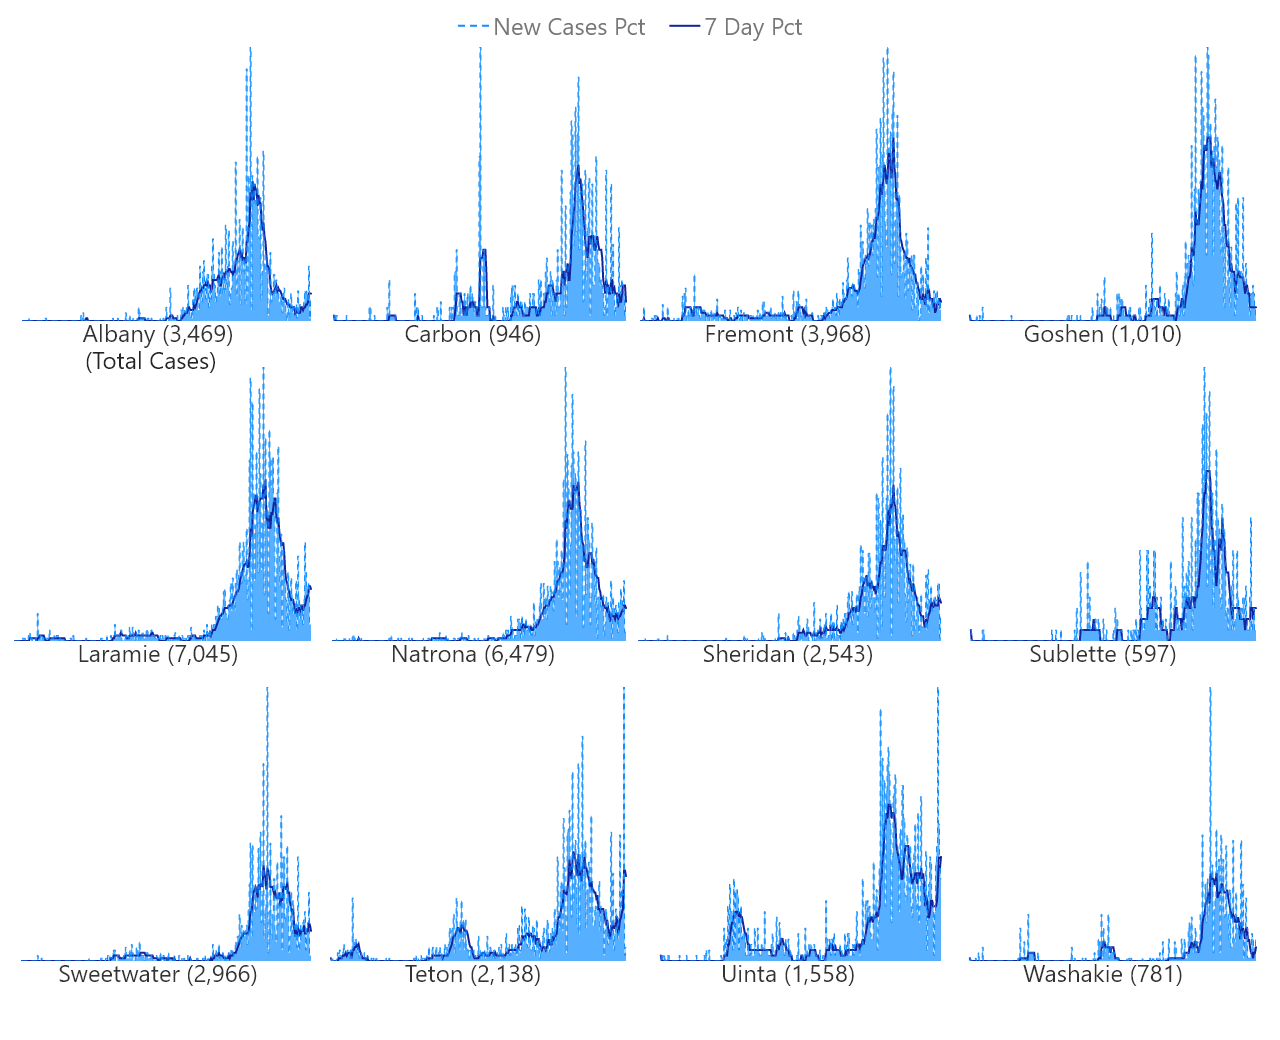 New Cases Pct 7 Day Pct
Albany (3,469) Carbon (946) Fremont (3,968) Goshen (1,010)
(Total Cases)
Laramie (7,045) Natrona (6,479) Sheridan (2,543) Sublette (597)
Sweetwater (2,966) Teton (2,138) Uinta (1,558) Washakie (781)